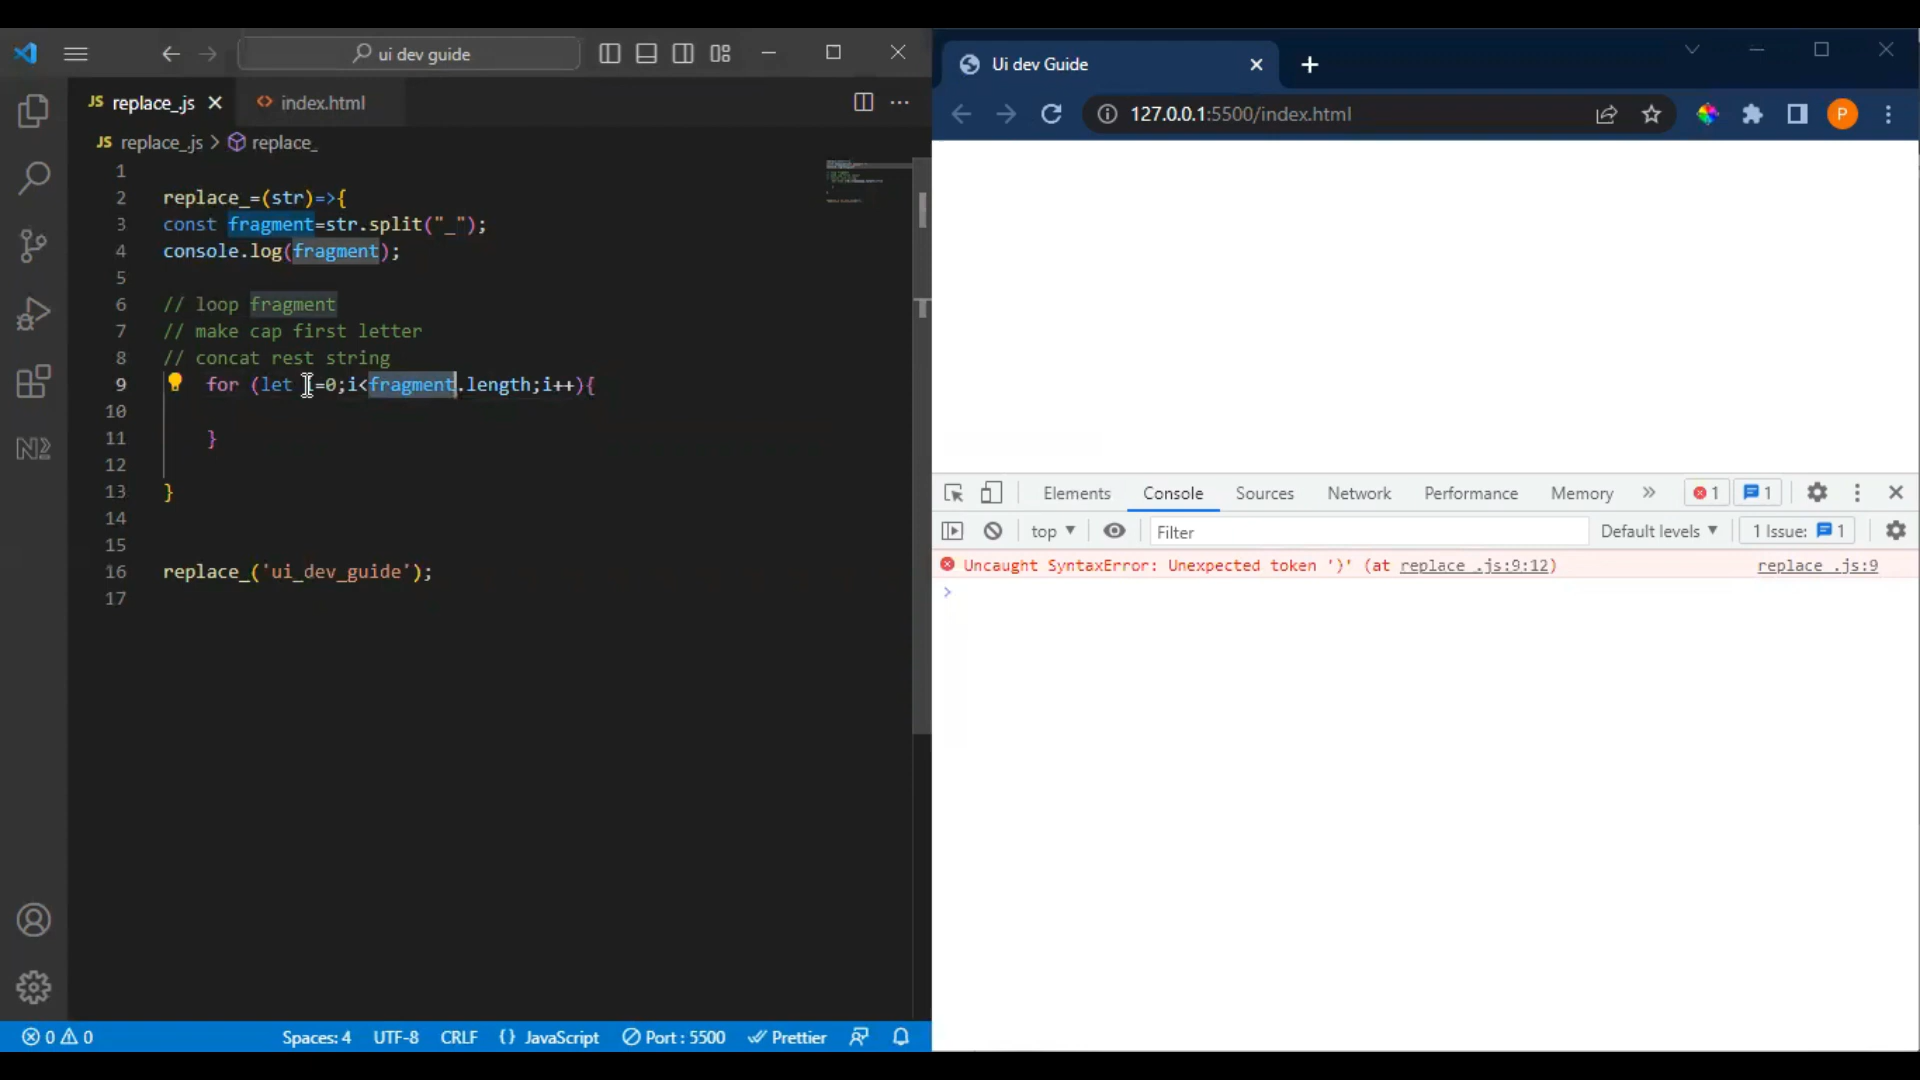 ui dev guide
JS replace_.js
<> index.html
JS replace_.js > replace_
1
2 replace_=(str)=>{
3 const fragment=str.split("_");
4 console.log(fragment);
5
6 // loop fragment
7 // make cap first letter
8 // concat rest string
9 for (let i=0;i<fragment.length;i++){
10
11 }
12
13 }
14
15
16 replace_('ui_dev_guide');
17
0 0 Spaces: 4 UTF-8 CRLF {} JavaScript Port : 5500 Prettier
Ui dev Guide
127.0.0.1:5500/index.html P
Elements Console Sources Network Performance Memory » 1 1
top Filter Default levels 1 Issue: 1
Uncaught SyntaxError: Unexpected token ')' (at replace_.js:9:12) replace_.js:9
>